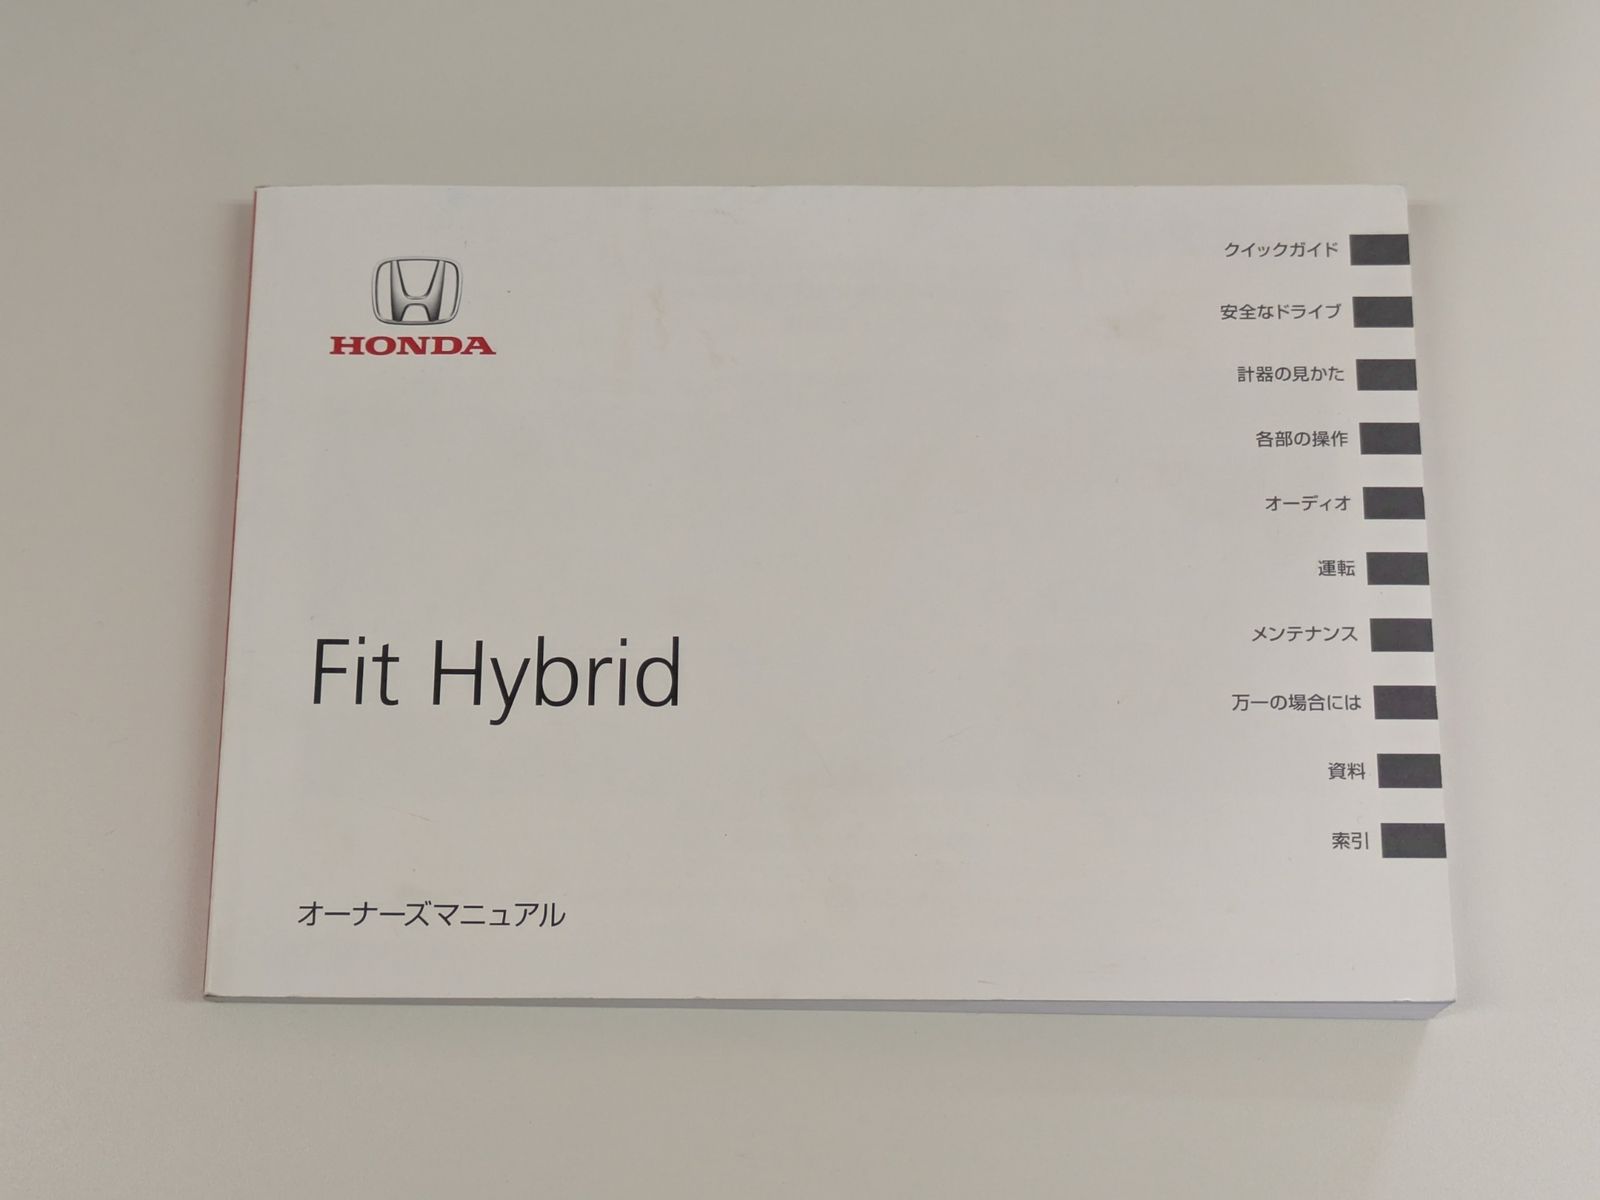 HONDA
Fit Hybrid
オーナーズマニュアル
クイックガイド
安全なドライブ
計器の見かた
各部の操作
オーディオ
運転
メンテナンス
万一の場合には
資料
索引